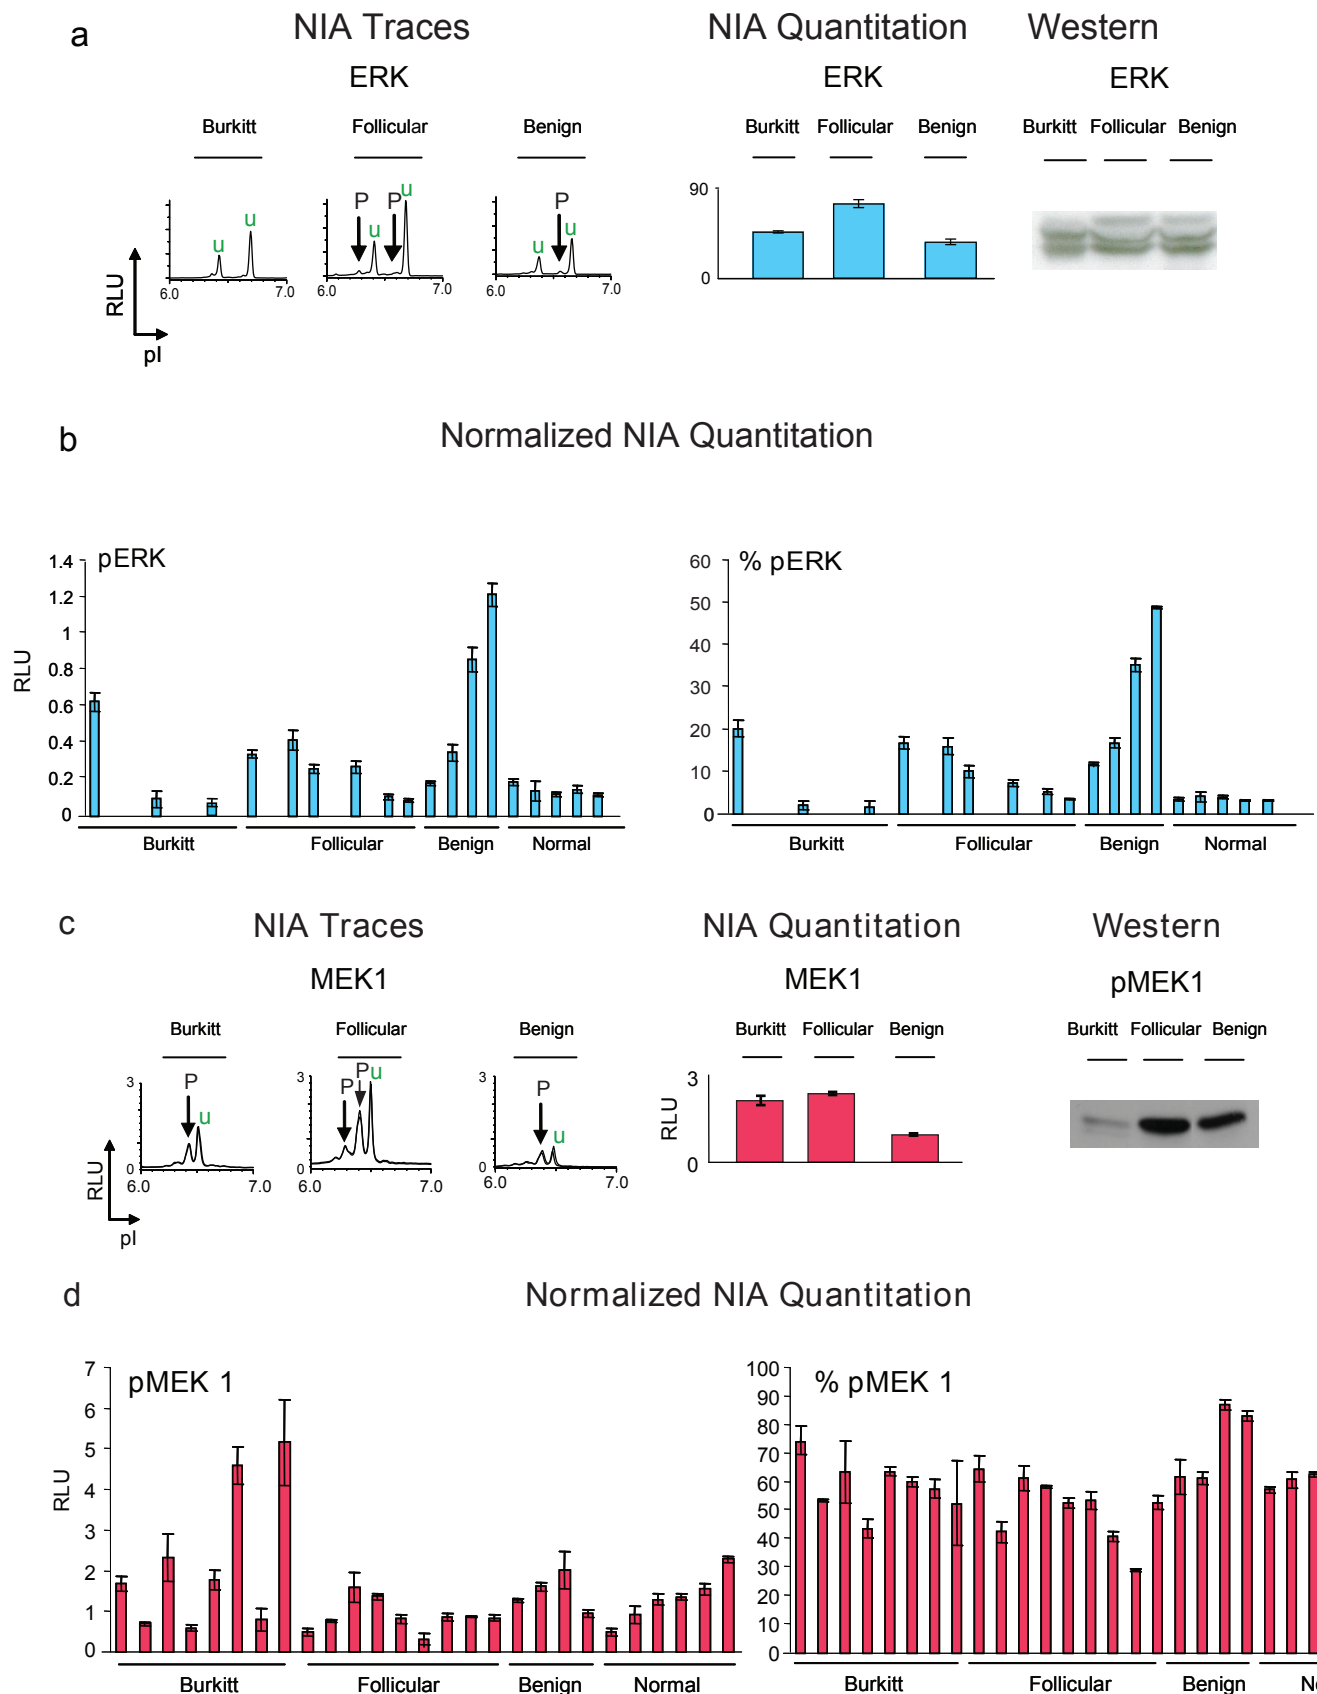 a
NIA Traces
NIA Quantitation
Western
ERK
ERK
ERK
Burkitt
Follicular
Benign
Burkitt
Follicular
Benign
Burkitt
Follicular
Benign
u
u
P
u
P
u
u
P
u
RLU
pI
6.0
7.0
6.0
7.0
6.0
7.0
90
0
b
Normalized NIA Quantitation
pERK
RLU
1.4
1.2
1
0.8
0.6
0.4
0.2
0
Burkitt
Follicular
Benign
Normal
% pERK
60
50
40
30
20
10
0
Burkitt
Follicular
Benign
Normal
c
NIA Traces
NIA Quantitation
Western
MEK1
MEK1
pMEK1
Burkitt
Follicular
Benign
Burkitt
Follicular
Benign
Burkitt
Follicular
Benign
3
P
u
0
6.0
7.0
3
P
P
u
0
6.0
7.0
3
P
u
0
6.0
7.0
RLU
pI
RLU
3
0
d
Normalized NIA Quantitation
pMEK 1
RLU
7
6
5
4
3
2
1
0
Burkitt
Follicular
Benign
Normal
% pMEK 1
100
90
80
70
60
50
40
30
20
10
0
Burkitt
Follicular
Benign